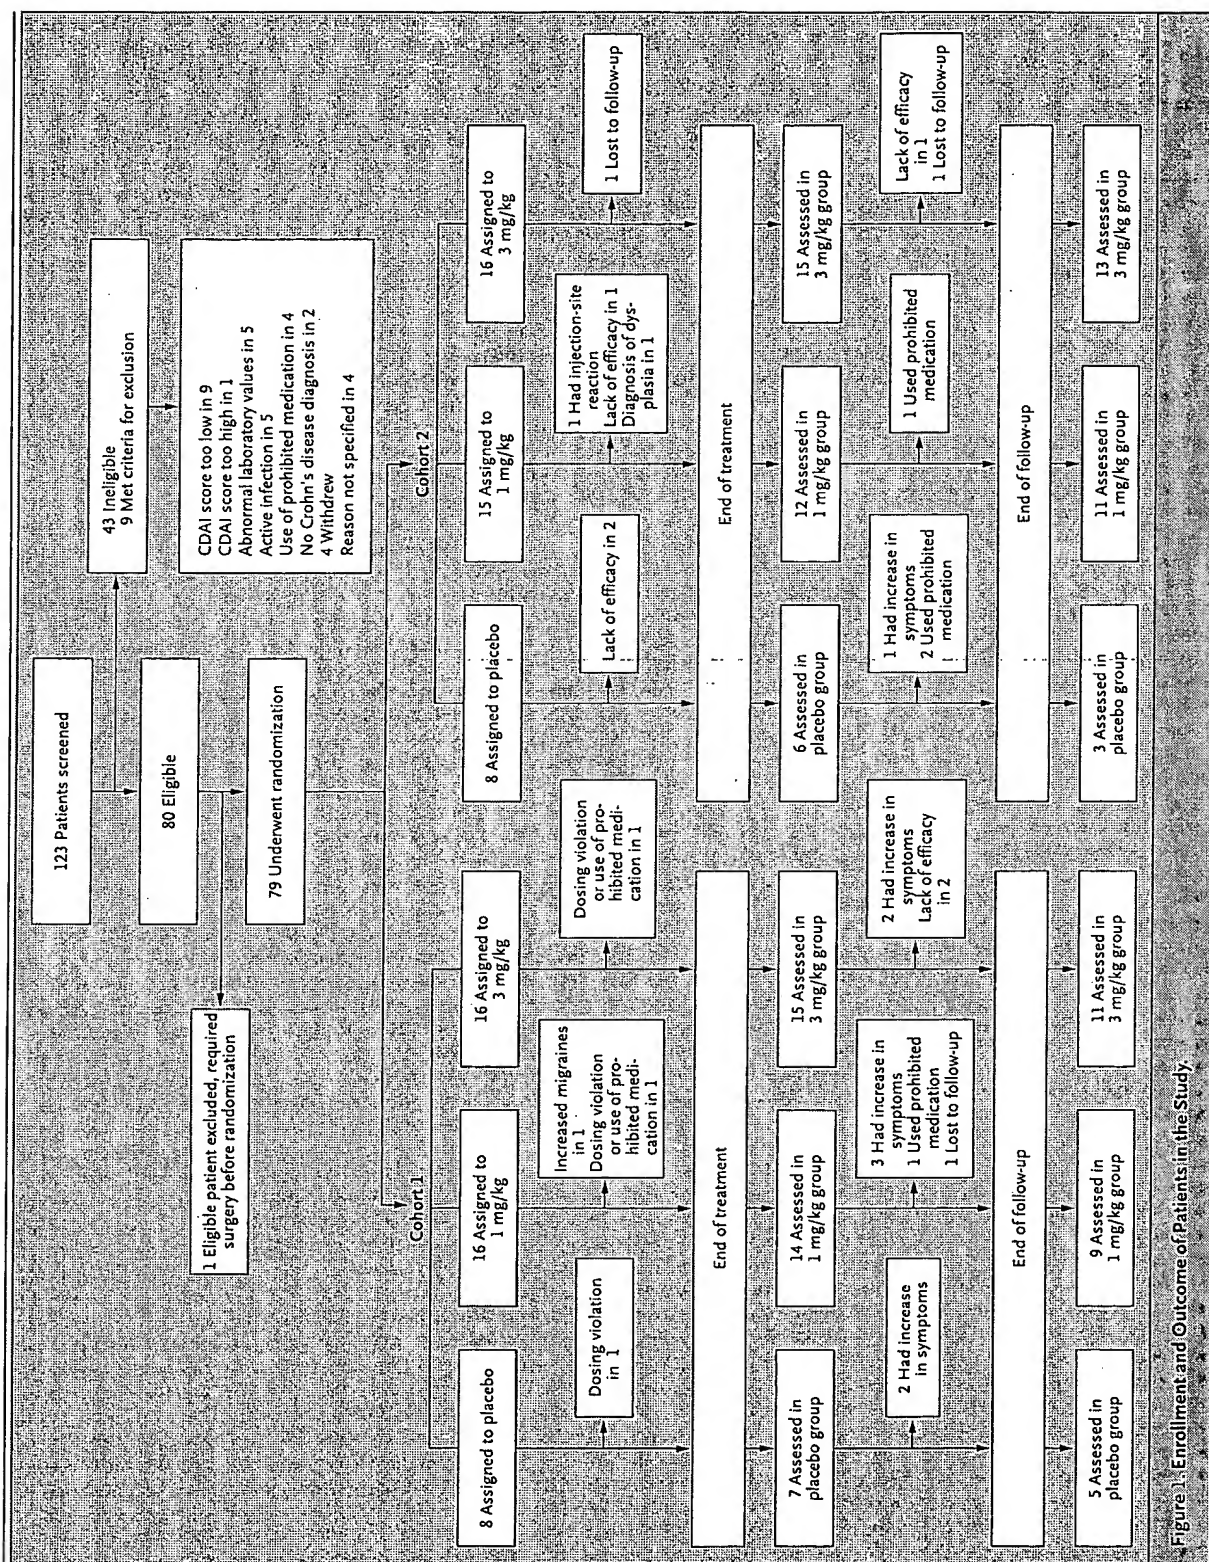 123 Patients screened
43 Ineligible
9 Met criteria for exclusion
80 Eligible
CDAI score too low in 9
CDAI score too high in 1
Abnormal laboratory values in 5
Active infection in 5
Use of prohibited medication in 4
No Crohn's disease diagnosis in 2
4 Withdrew
Reason not specified in 4
1 Eligible patient excluded, required
surgery before randomization
79 Underwent randomization
Cohort 1
Cohort 2
8 Assigned to placebo
16 Assigned to
1 mg/kg
16 Assigned to
3 mg/kg
8 Assigned to placebo
15 Assigned to
1 mg/kg
16 Assigned to
3 mg/kg
Dosing violation
in 1
Increased migraines
in 1
Dosing violation
or use of pro-
hibited medi-
cation in 1
Dosing violation
or use of pro-
hibited medi-
cation in 1
Lack of efficacy in 2
1 Had injection-site
reaction
Lack of efficacy in 1
Diagnosis of dys-
plasia in 1
1 Lost to follow-up
End of treatment
End of treatment
7 Assessed in
placebo group
14 Assessed in
1 mg/kg group
15 Assessed in
3 mg/kg group
6 Assessed in
placebo group
12 Assessed in
1 mg/kg group
15 Assessed in
3 mg/kg group
2 Had increase
in symptoms
3 Had increase in
symptoms
1 Used prohibited
medication
1 Lost to follow-up
2 Had increase in
symptoms
Lack of efficacy
in 2
1 Had increase in
symptoms
2 Used prohibited
medication
1 Used prohibited
medication
Lack of efficacy
in 1
1 Lost to follow-up
End of follow-up
End of follow-up
5 Assessed in
placebo group
9 Assessed in
1 mg/kg group
11 Assessed in
3 mg/kg group
3 Assessed in
placebo group
11 Assessed in
1 mg/kg group
13 Assessed in
3 mg/kg group
Figure 1. Enrollment and Outcome of Patients in the Study.